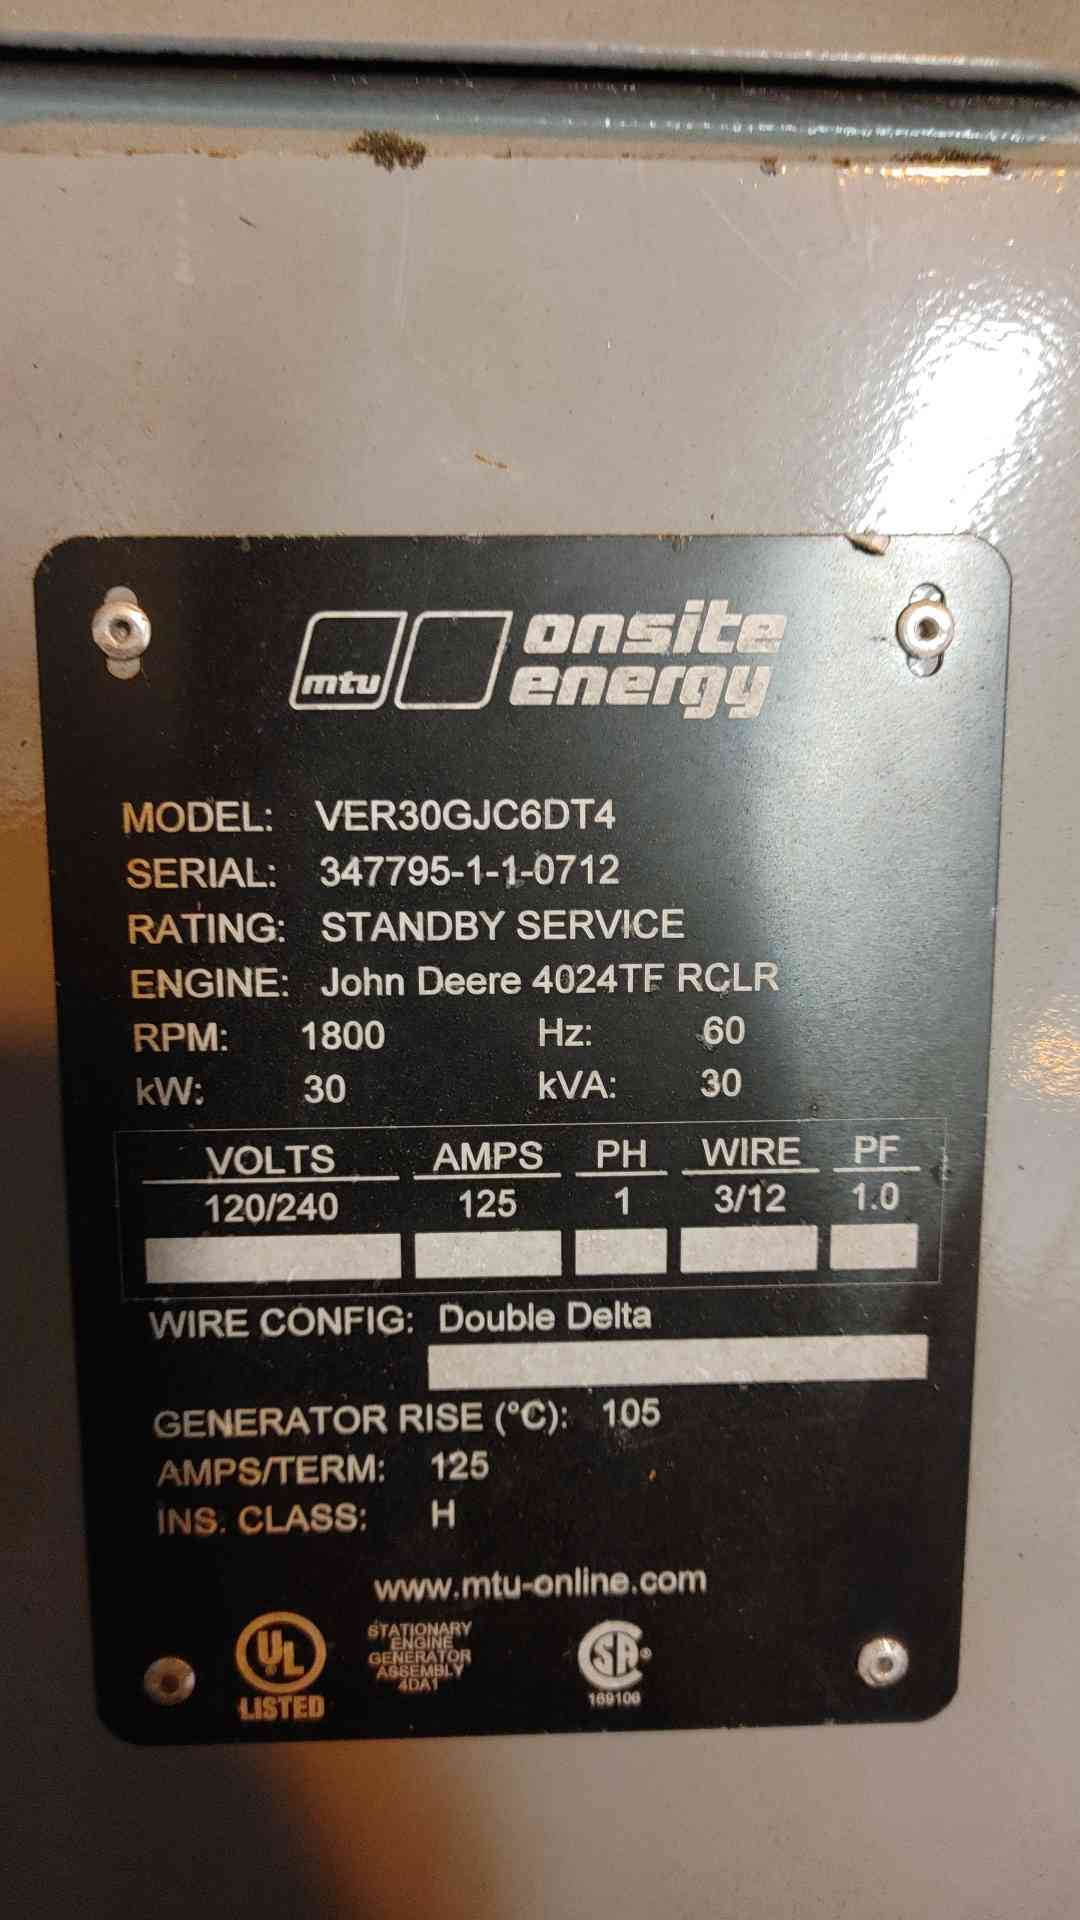 mtu onsite
energy
MODEL: VER30GJC6DT4
SERIAL: 347795-1-1-0712
RATING: STANDBY SERVICE
ENGINE: John Deere 4024TF RCLR
RPM: 1800 Hz: 60
kW: 30 kVA: 30
VOLTS AMPS PH WIRE PF
120/240 125 1 3/12 1.0
WIRE CONFIG: Double Delta
GENERATOR RISE (°C): 105
AMPS/TERM: 125
INS. CLASS: H
www.mtu-online.com
UL
LISTED
STATIONARY
ENGINE
GENERATOR
ASSEMBLY
4DA1
SA
169106